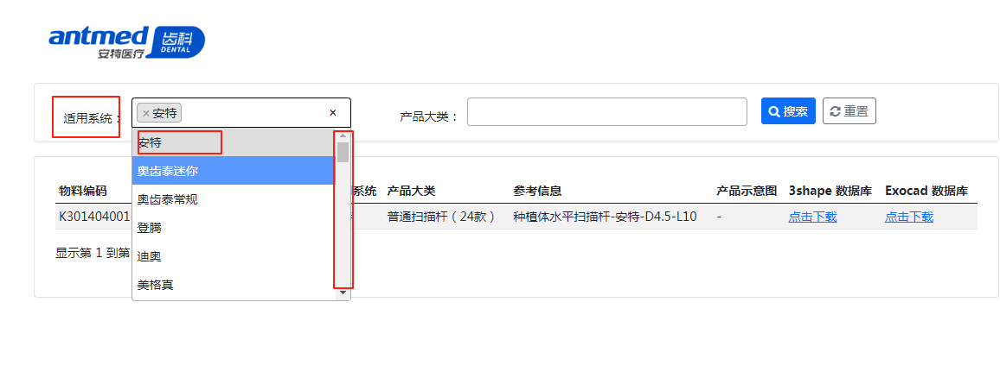 antmed 齿科
安特医疗 DENTAL
适用系统： × 安特 × 产品大类： 搜索 重置
安特
奥齿泰迷你
奥齿泰常规
登腾
迪奥
美格真
物料编码 系统 产品大类 参考信息 产品示意图 3shape 数据库 Exocad 数据库
K301404001 普通扫描杆（24款） 种植体水平扫描杆-安特-D4.5-L10 - 点击下载 点击下载
显示第 1 到第